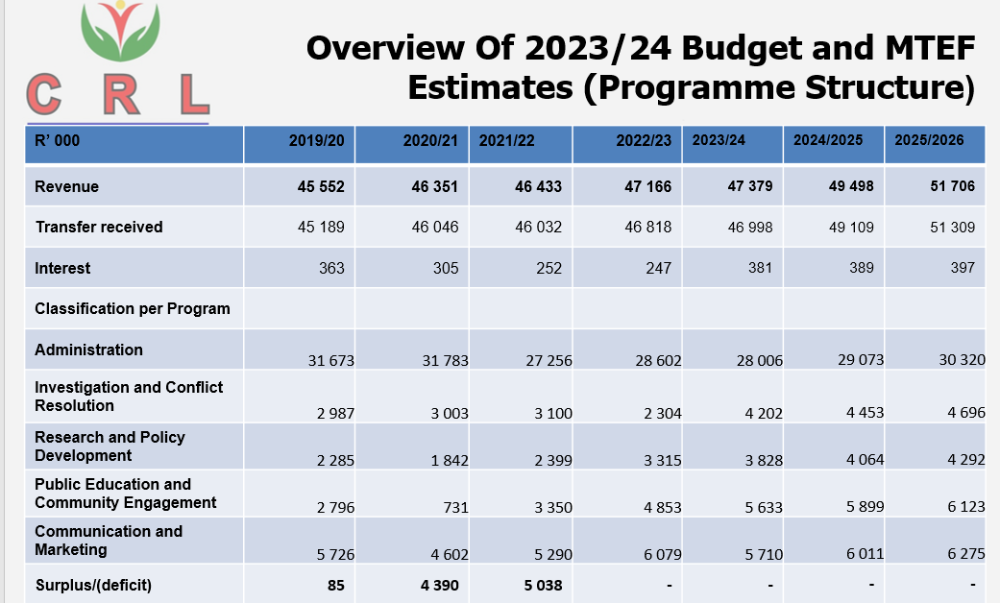 Overview Of 2023/24 Budget and MTEF
Estimates (Programme Structure)
C R L
R’ 000 2019/20 2020/21 2021/22 2022/23 2023/24 2024/2025 2025/2026
Revenue 45 552 46 351 46 433 47 166 47 379 49 498 51 706
Transfer received 45 189 46 046 46 032 46 818 46 998 49 109 51 309
Interest 363 305 252 247 381 389 397
Classification per Program
Administration 31 673 31 783 27 256 28 602 28 006 29 073 30 320
Investigation and Conflict
Resolution 2 987 3 003 3 100 2 304 4 202 4 453 4 696
Research and Policy
Development 2 285 1 842 2 399 3 315 3 828 4 064 4 292
Public Education and
Community Engagement 2 796 731 3 350 4 853 5 633 5 899 6 123
Communication and
Marketing 5 726 4 602 5 290 6 079 5 710 6 011 6 275
Surplus/(deficit) 85 4 390 5 038 - - - -